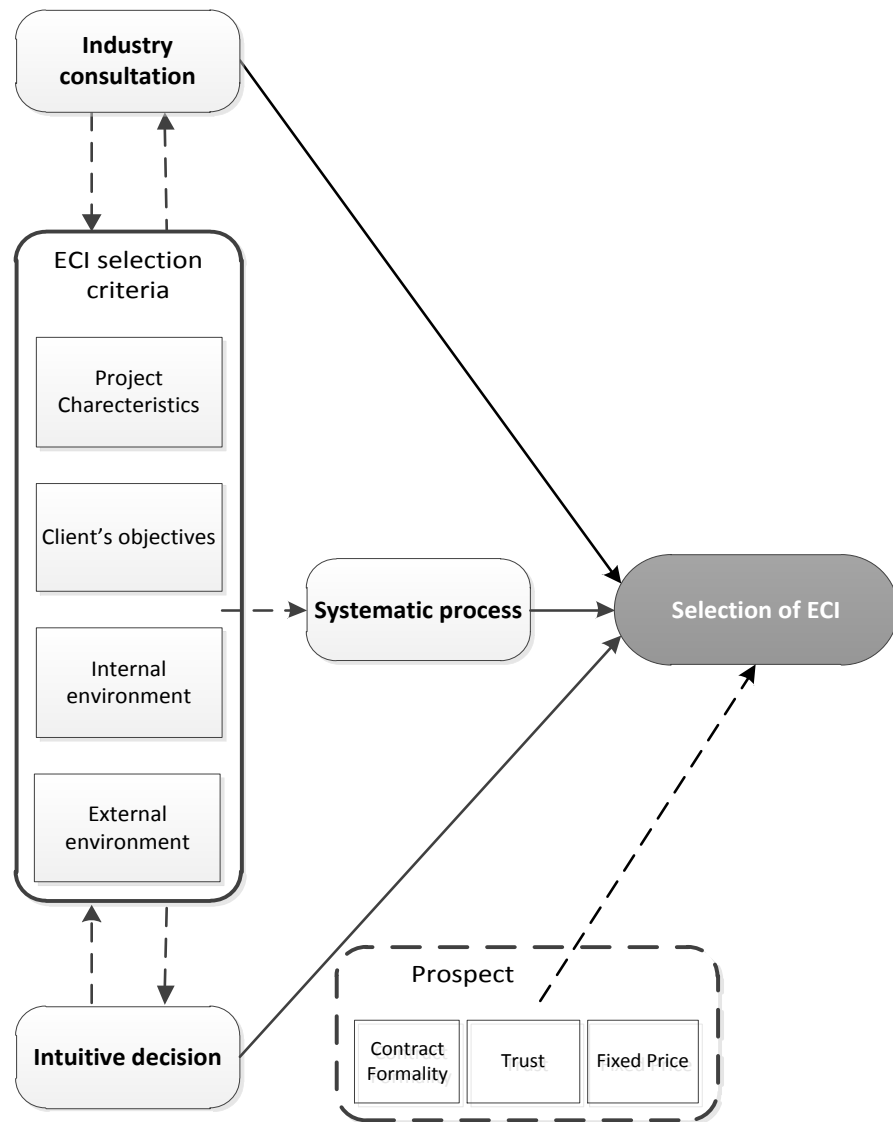 Industry
consultation
ECI selection
criteria
Project
Charecteristics
Client's objectives
Internal
environment
External
environment
Systematic process
Selection of ECI
Intuitive decision
Prospect
Contract
Formality
Trust
Fixed Price